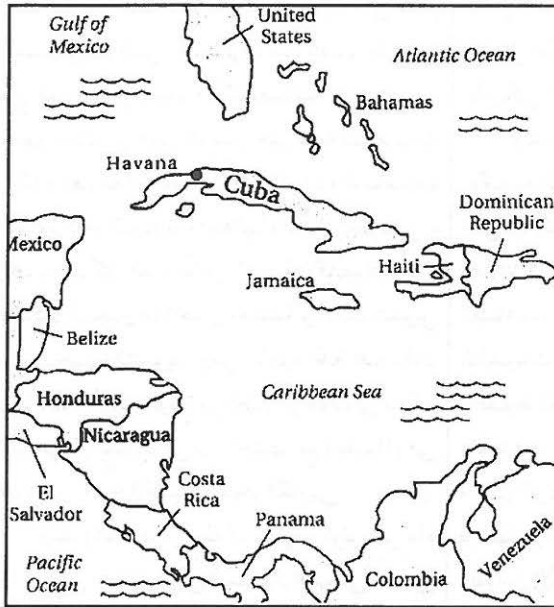 Gulf of
Mexico
United
States
Atlantic Ocean
Bahamas
Havana
Cuba
Dominican
Republic
Mexico
Haiti
Jamaica
Belize
Honduras
Caribbean Sea
Nicaragua
El
Salvador
Costa
Rica
Panama
Pacific
Ocean
Colombia
Venezuela